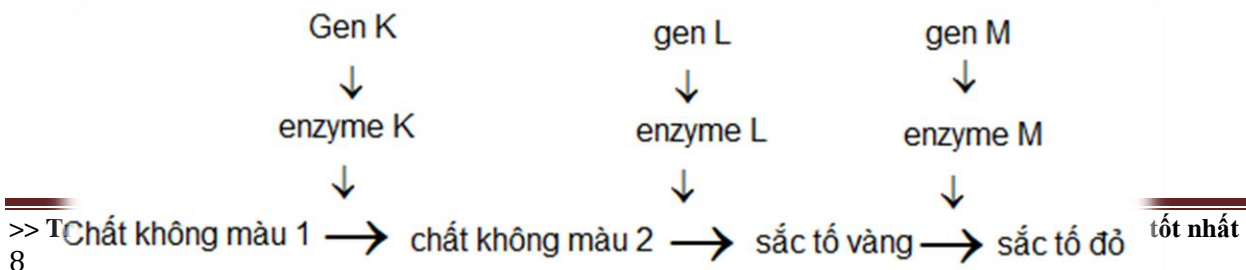 Gen K gen L gen M
↓ ↓ ↓
enzyme K enzyme L enzyme M
↓ ↓ ↓
>> Chất không màu 1 → chất không màu 2 → sắc tố vàng → sắc tố đỏ tốt nhất
8